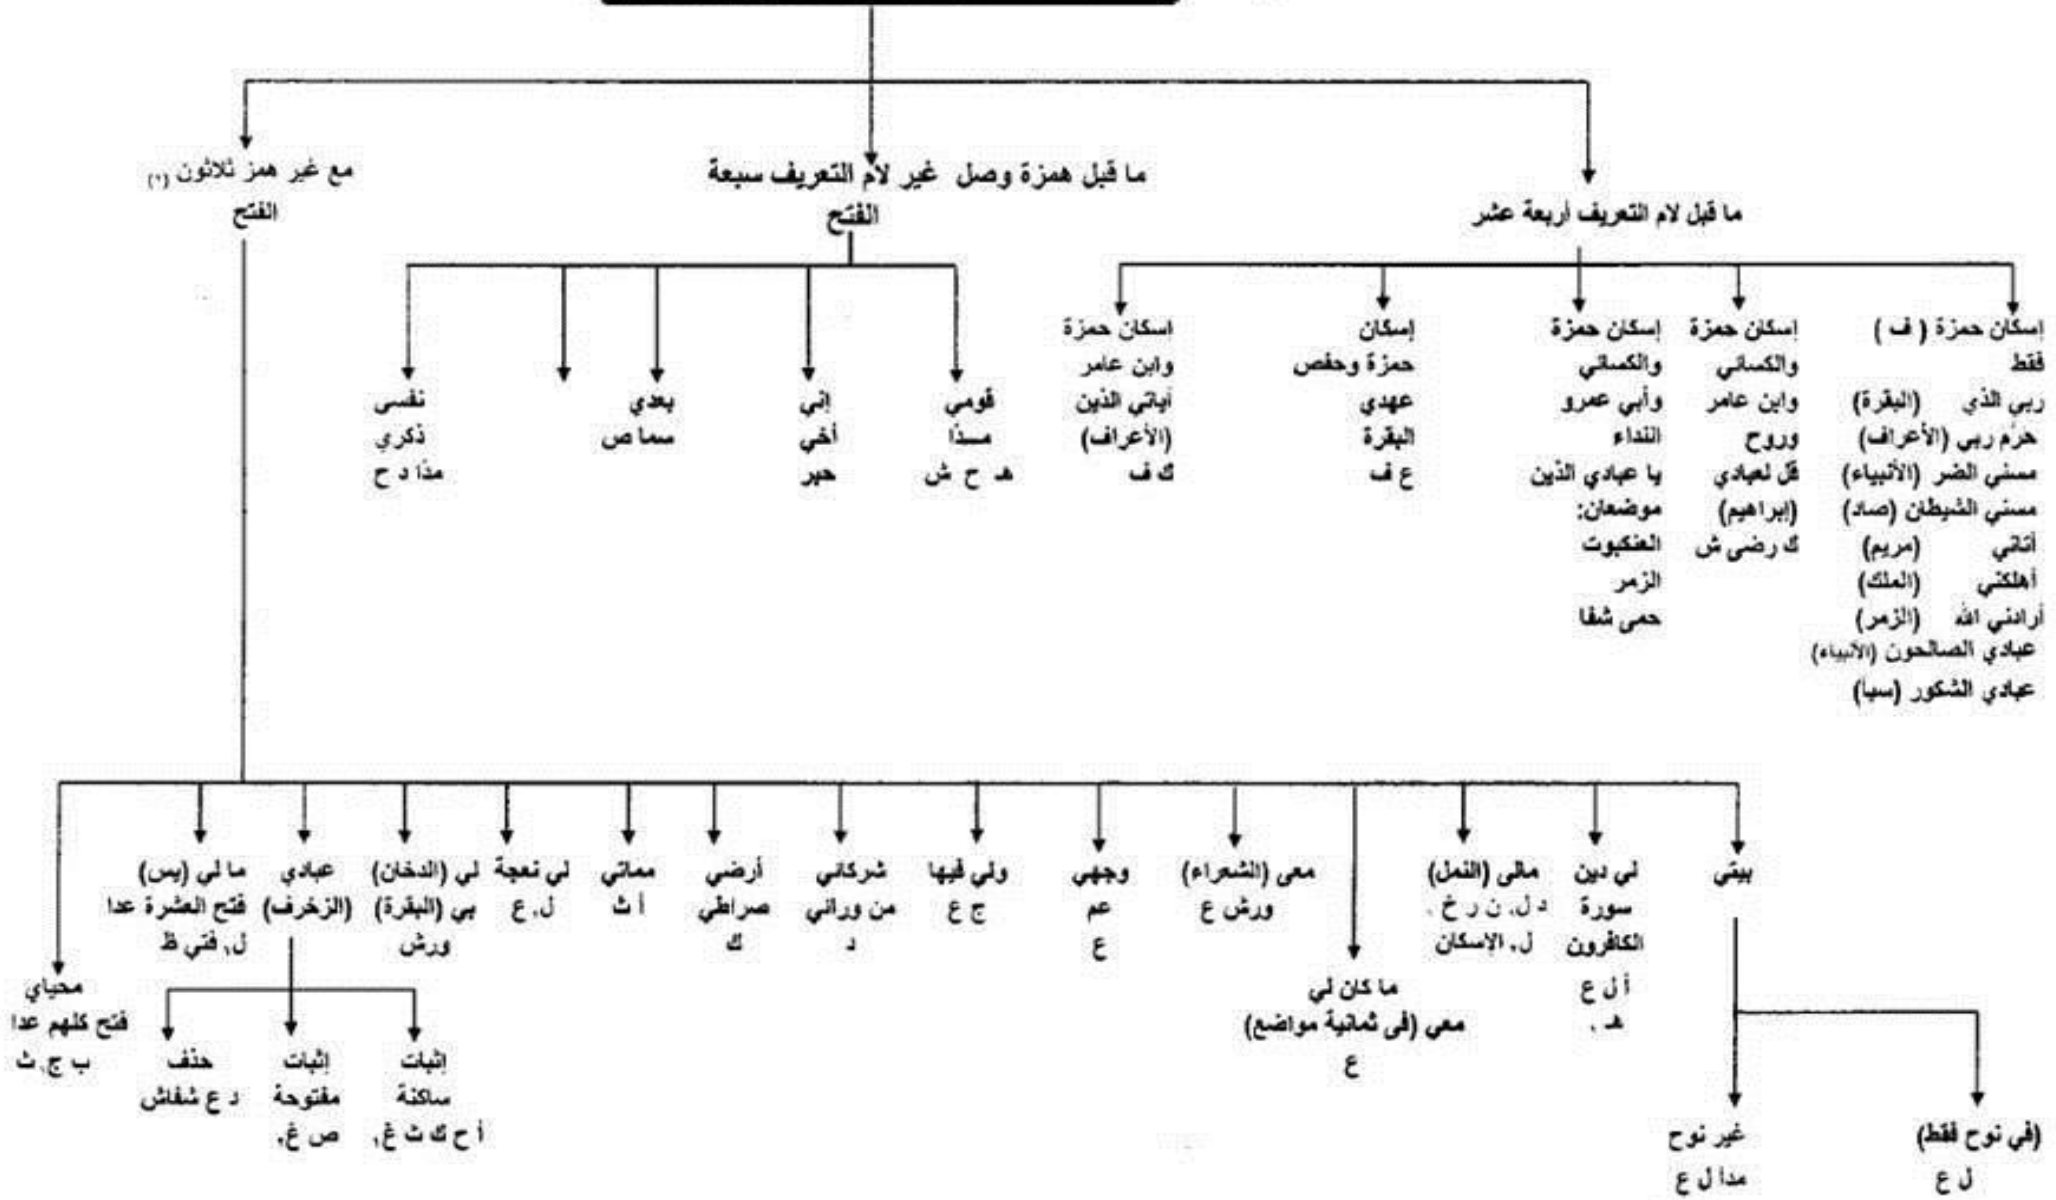 ما قبل لام التعريف أربعة عشر
إسكان حمزة ( ف )
فقط
ربي الذي (البقرة)
حرّم ربي (الأعراف)
مسني الضر (الأنبياء)
مسني الشيطان (صاد)
أتاني (مريم)
أهلكني (الملك)
أرادني الله (الزمر)
عبادي الصالحون (الأنبياء)
عبادي الشكور (سبأ)
إسكان حمزة
والكسائي
وابن عامر
وروح
قل لعبادي
(إبراهيم)
ك رضى ش
إسكان حمزة
والكسائي
وأبي عمرو
النداء
يا عبادي الذين
موضعان:
العنكبوت
الزمر
حمى شفا
إسكان
حمزة وحفص
عهدي
البقرة
ع ف
اسكان حمزة
وابن عامر
آياتي الذين
(الأعراف)
ك ف
ما قبل همزة وصل غير لام التعريف سبعة
الفتح
قومي
مدًا
هـ ح ش
إني
أخي
حبر
بعدي
سما ص
نفسى
ذكري
مدًا د ح
مع غير همز ثلاثون
الفتح
بيتي
(في نوح فقط)
ل ع
غير نوح
مدا ل ع
لي دين
سورة
الكافرون
أ ل ع
هـ .
مالى (النمل)
د ل. ن ر خ .
ل. الإسكان
ما كان لي
معي (فى ثمانية مواضع)
ع
معى (الشعراء)
ورش ع
وجهي
عم
ع
ولي فيها
ج ع
شركائي
من ورائي
د
أرضي
صراطي
ك
مماتي
أ ث
لي نعجة
ل. ع
لي (الدخان)
بي (البقرة)
ورش
عبادي
(الزخرف)
إثبات
ساكنة
أ ح ك ث غ,
إثبات
مفتوحة
ص غ,
حذف
د ع شفاش
ما لي (يس)
فتح العشرة عدا
ل, فتي ظ
محياي
فتح كلهم عدا
ب ج. ث